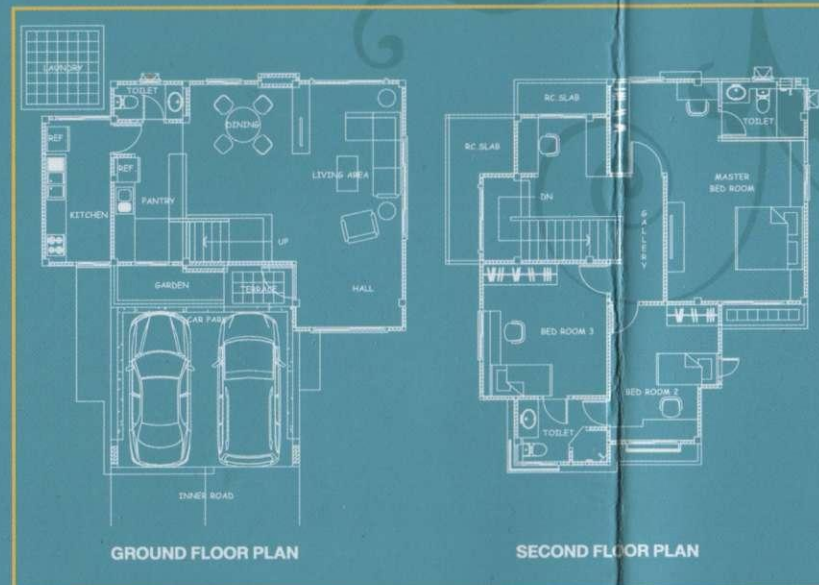 LAUNDRY
TOILET
REF
DINING
REF
LIVING AREA
PANTRY
KITCHEN
UP
GARDEN
TERRACE
HALL
CAR PARK
INNER ROAD
GROUND FLOOR PLAN
R.C. SLAB
TOILET
R.C. SLAB
MASTER
BED ROOM
DN
GALLERY
BED ROOM 3
BED ROOM 2
TOILET
SECOND FLOOR PLAN